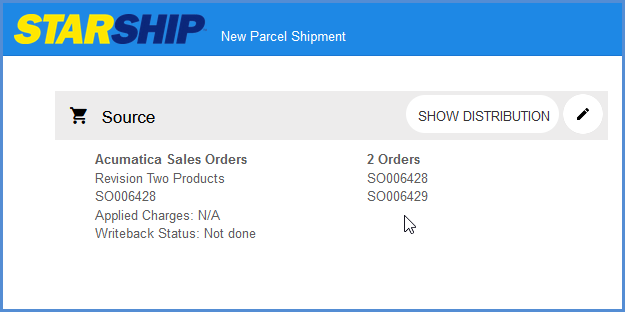 STARSHIP
New Parcel Shipment
Source
SHOW DISTRIBUTION
Acumatica Sales Orders
Revision Two Products
SO006428
Applied Charges: N/A
Writeback Status: Not done
2 Orders
SO006428
SO006429